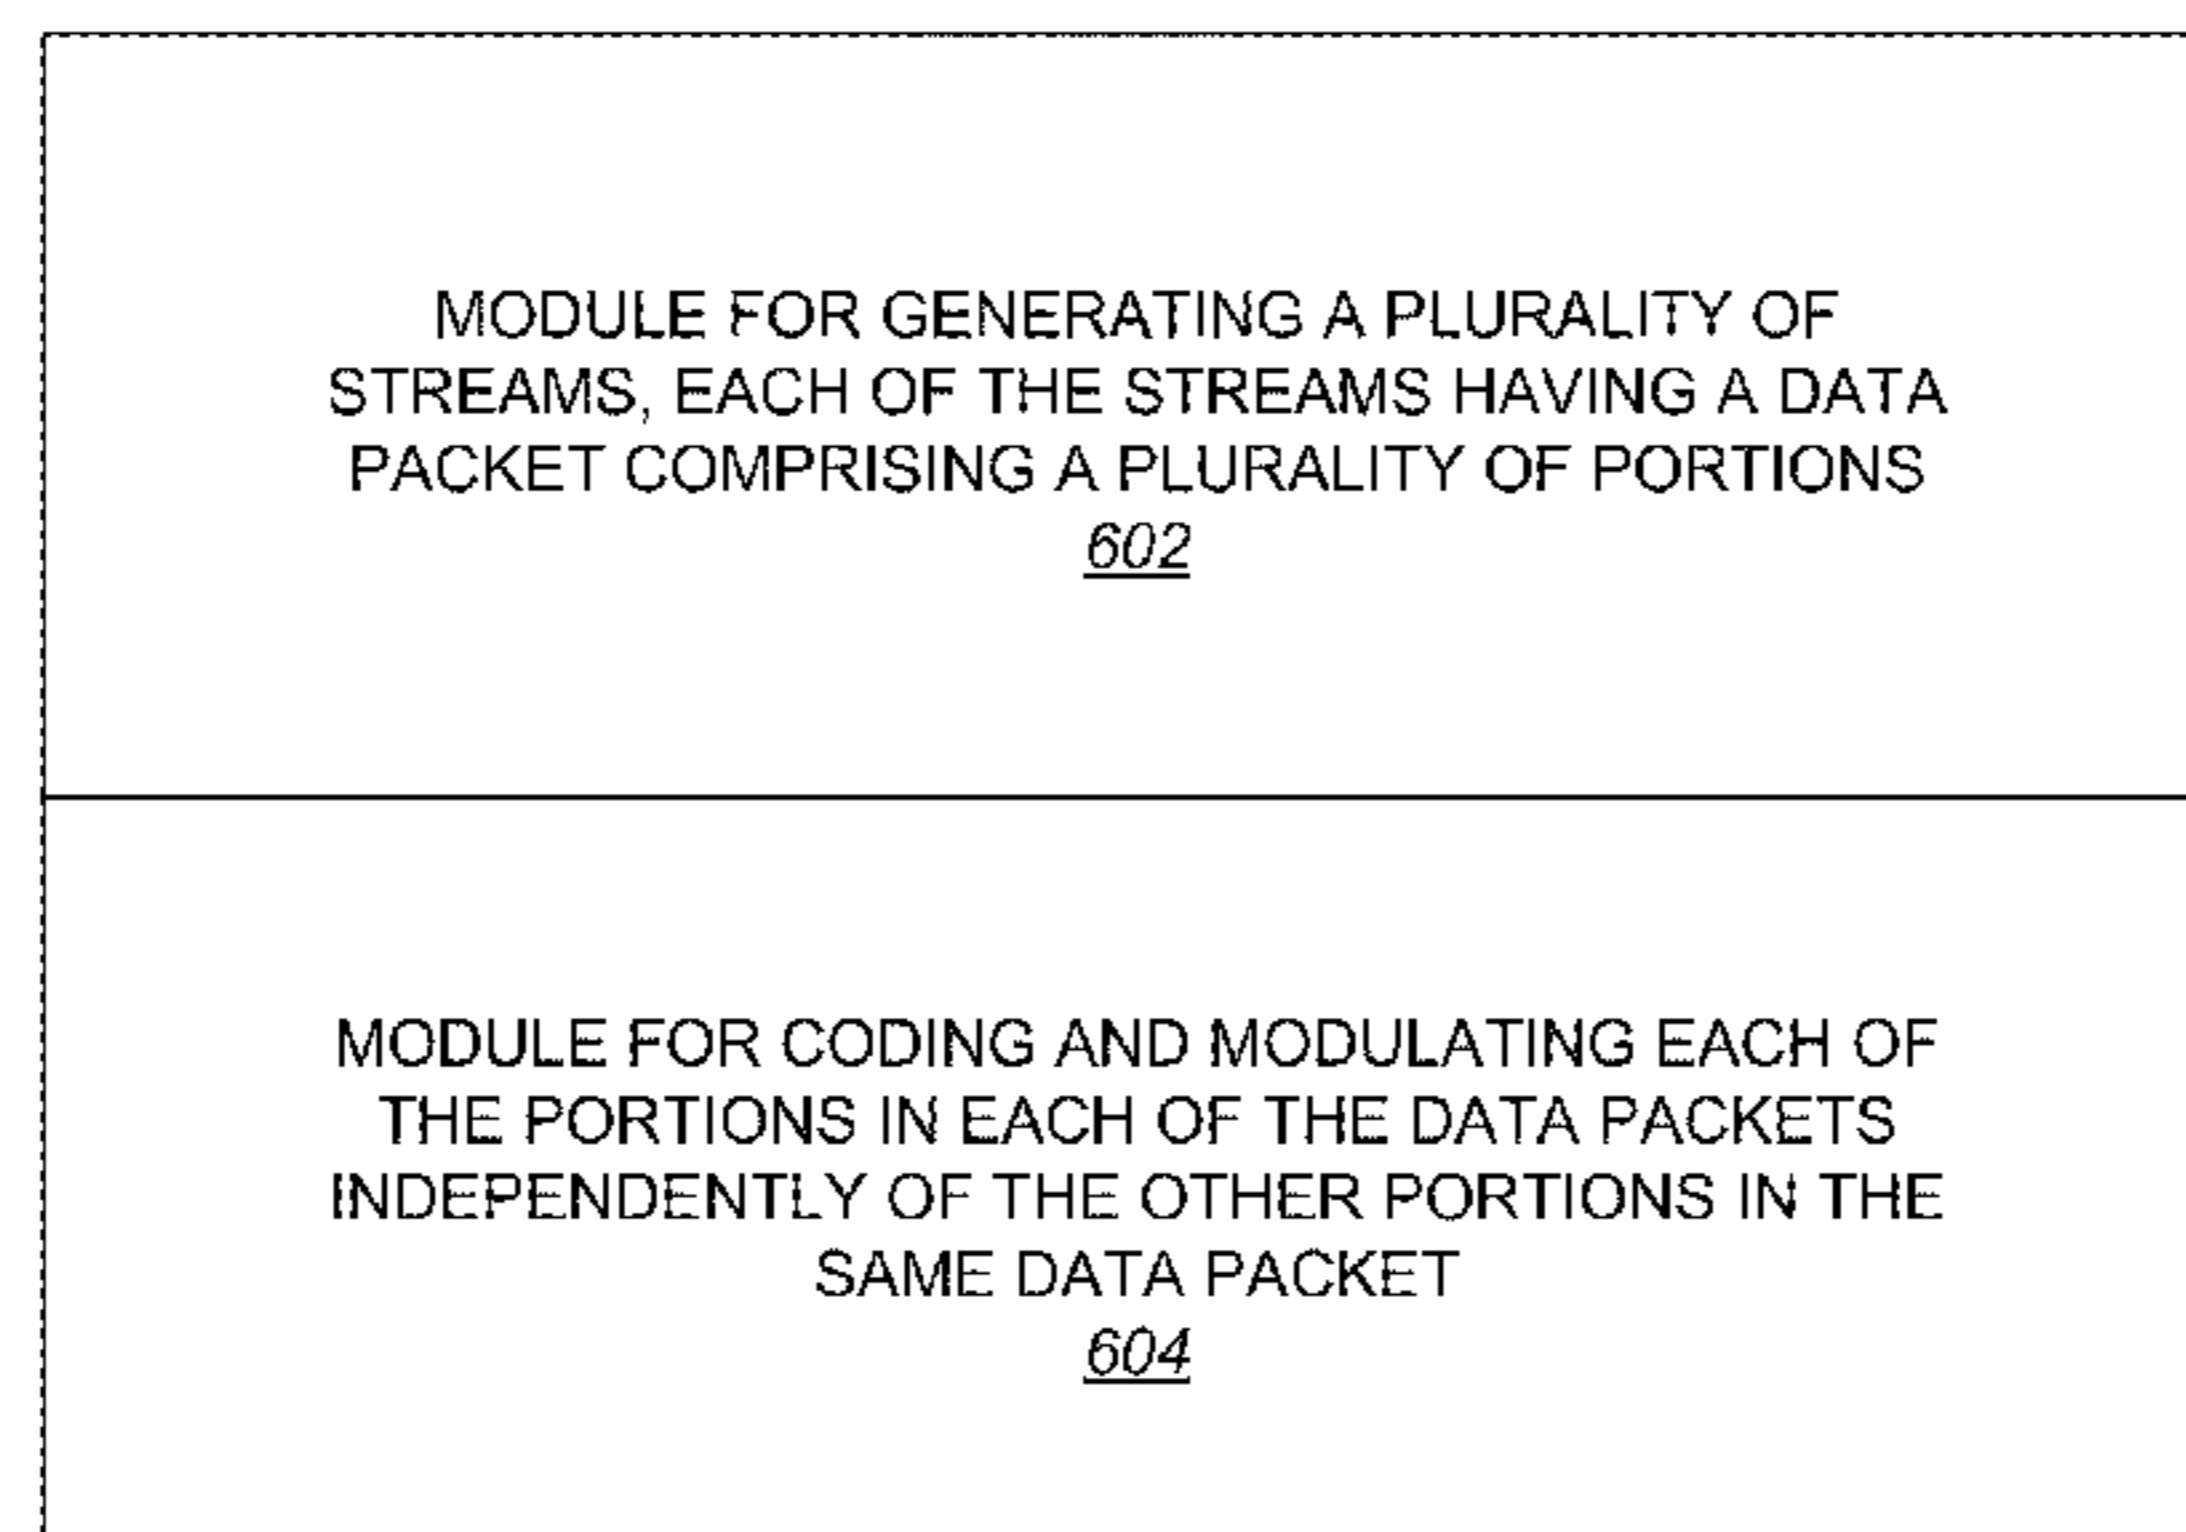 MODULE FOR GENERATING A PLURALITY OF
STREAMS, EACH OF THE STREAMS HAVING A DATA
PACKET COMPRISING A PLURALITY OF PORTIONS
602
MODULE FOR CODING AND MODULATING EACH OF
THE PORTIONS IN EACH OF THE DATA PACKETS
INDEPENDENTLY OF THE OTHER PORTIONS IN THE
SAME DATA PACKET
604